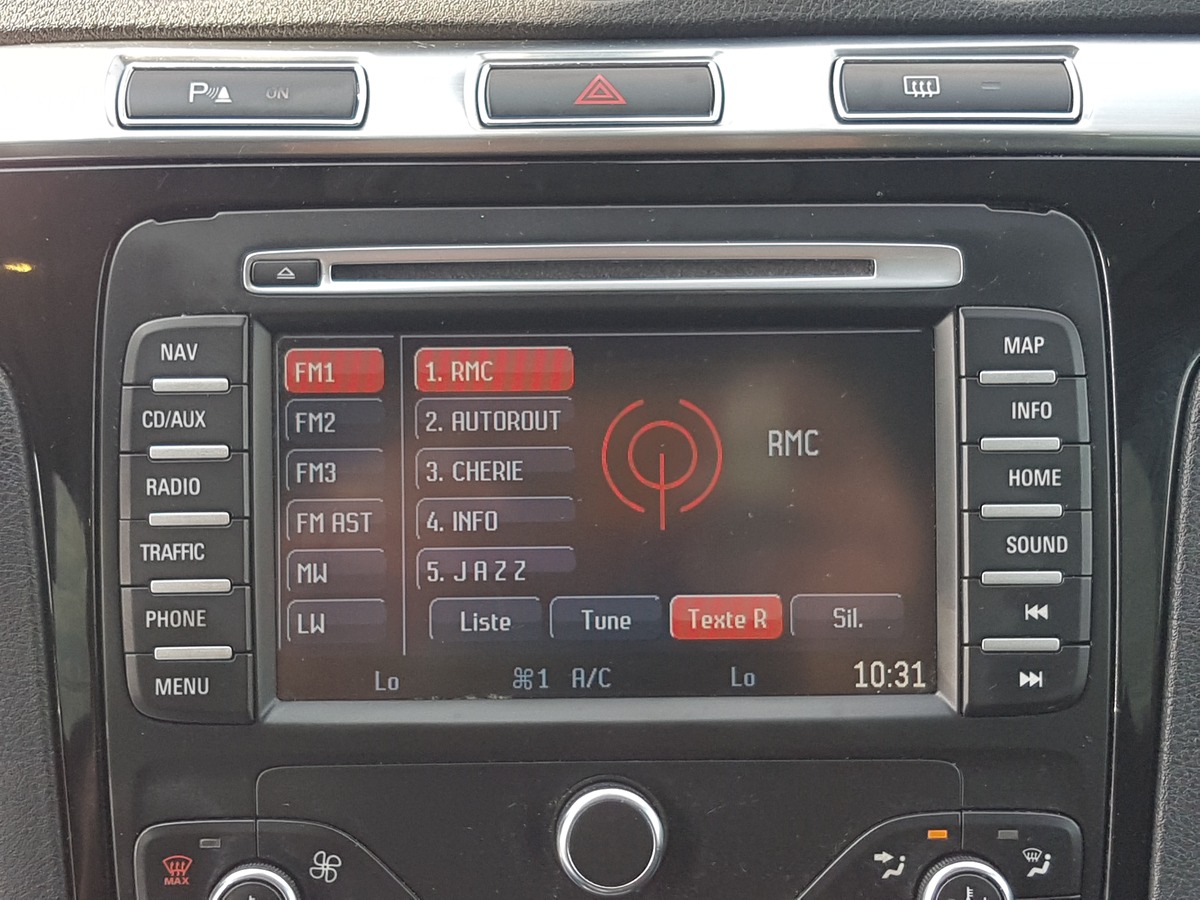 P ON
NAV
CD/AUX
RADIO
TRAFFIC
PHONE
MENU
FM1
FM2
FM3
FM AST
MW
LW
1. RMC
2. AUTOROUT
3. CHERIE
4. INFO
5. J A Z Z
RMC
Liste Tune Texte R Sil.
Lo 1 A/C Lo 10:31
MAP
INFO
HOME
SOUND
MAX